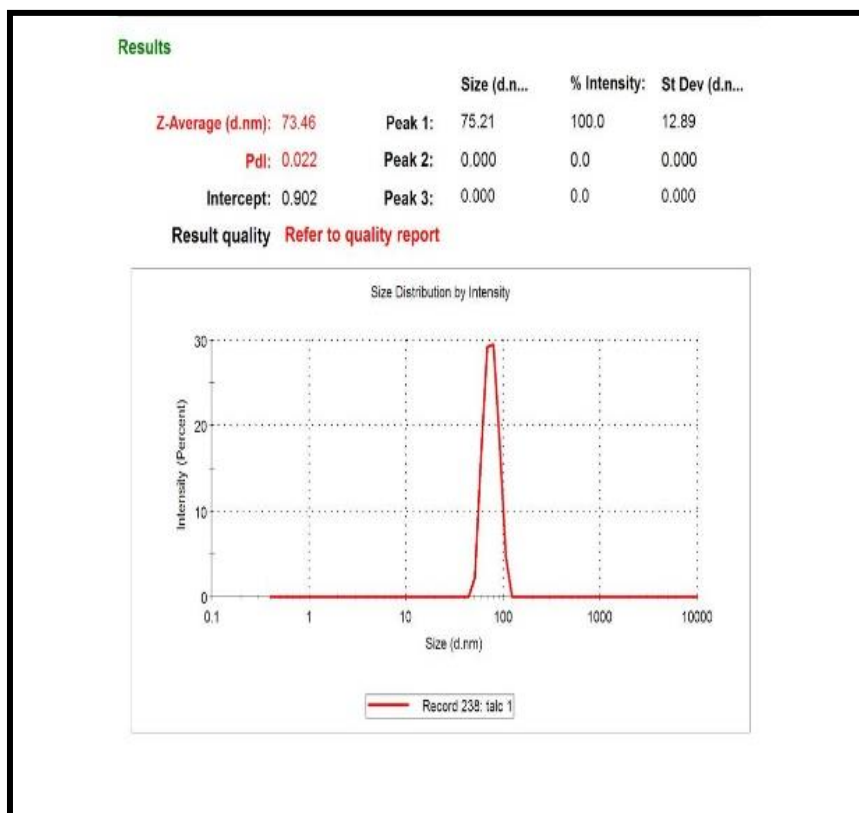 Results
Size (d.n... % Intensity: St Dev (d.n...
Z-Average (d.nm): 73.46 Peak 1: 75.21 100.0 12.89
PdI: 0.022 Peak 2: 0.000 0.0 0.000
Intercept: 0.902 Peak 3: 0.000 0.0 0.000
Result quality Refer to quality report
Size Distribution by Intensity
Intensity (Percent)
30
20
10
0
0.1 1 10 100 1000 10000
Size (d.nm)
Record 238: talc 1